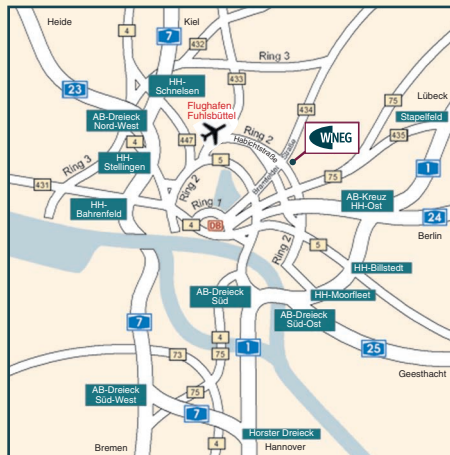 Heide
Kiel
4
7
432
Ring 3
433
23
HH-
Schnelsen
Flughafen
Fuhlsbüttel
434
75
Lübeck
AB-Dreieck
Nord-West
4
447
Ring 2
Habichtstraße
WINEG
435
Stapelfeld
HH-
Stellingen
5
Bramfelder Straße
Ring 3
431
Ring 2
75
1
HH-
Bahrenfeld
Ring 1
AB-Kreuz
HH-Ost
4
DB
24
Berlin
Ring 2
5
HH-Billstedt
AB-Dreieck
Süd
HH-Moorfleet
AB-Dreieck
Süd-Ost
7
4
75
1
25
73
Geesthacht
AB-Dreieck
Süd-West
75
7
Horster Dreieck
4
Bremen
Hannover